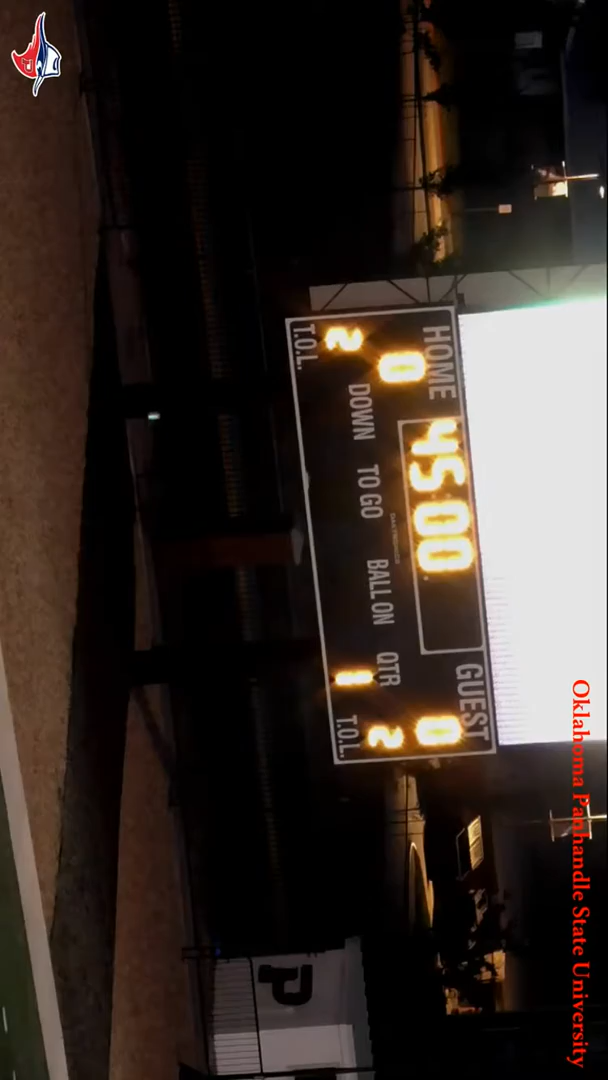 Oklahoma Panhandle State University
HOME
GUEST
45:00
0
0
DOWN TO GO BALL ON QTR
2
1
2
T.O.L.
T.O.L.
P